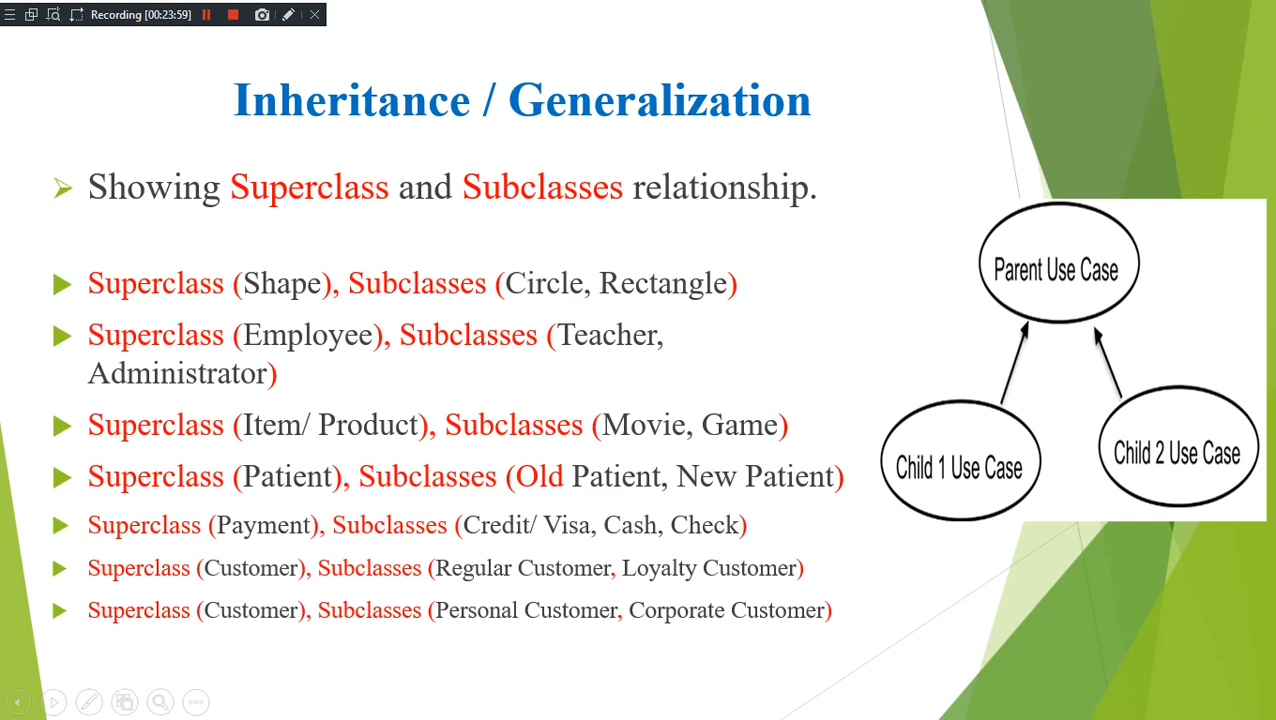 Recording [00:23:59]
Inheritance / Generalization
Showing Superclass and Subclasses relationship.
Superclass (Shape), Subclasses (Circle, Rectangle)
Superclass (Employee), Subclasses (Teacher,
Administrator)
Superclass (Item/ Product), Subclasses (Movie, Game)
Superclass (Patient), Subclasses (Old Patient, New Patient)
Superclass (Payment), Subclasses (Credit/ Visa, Cash, Check)
Superclass (Customer), Subclasses (Regular Customer, Loyalty Customer)
Superclass (Customer), Subclasses (Personal Customer, Corporate Customer)
Parent Use Case
Child 1 Use Case
Child 2 Use Case